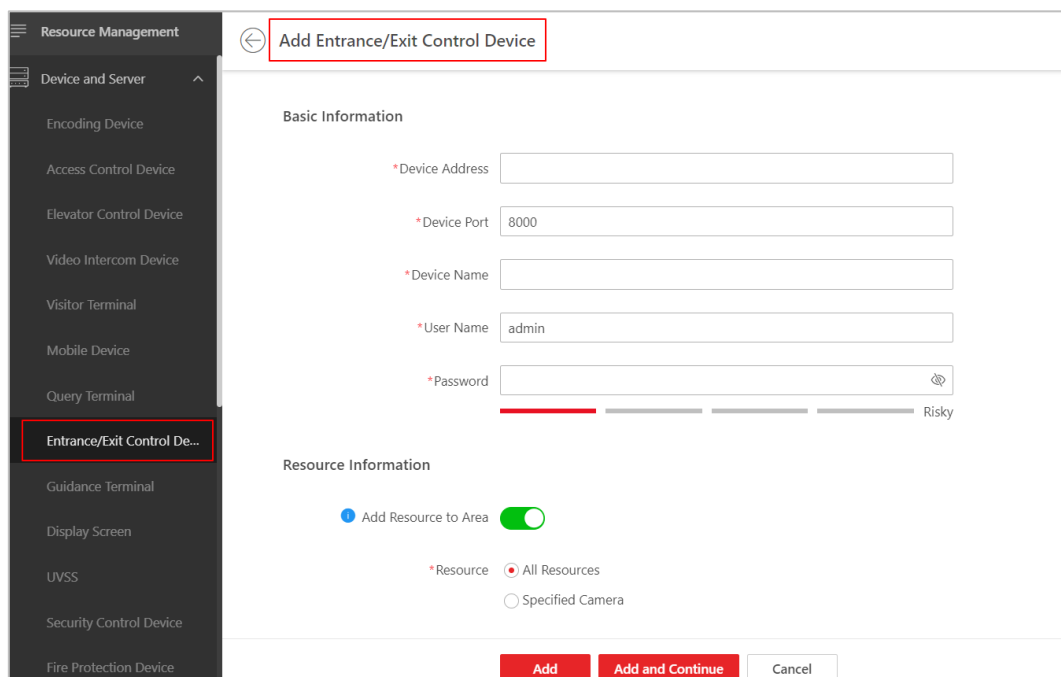 Resource Management
Device and Server
Encoding Device
Access Control Device
Elevator Control Device
Video Intercom Device
Visitor Terminal
Mobile Device
Query Terminal
Entrance/Exit Control De...
Guidance Terminal
Display Screen
UVSS
Security Control Device
Fire Protection Device
Add Entrance/Exit Control Device
Basic Information
*Device Address
*Device Port 8000
*Device Name
*User Name admin
*Password
Risky
Resource Information
Add Resource to Area
*Resource All Resources
Specified Camera
Add Add and Continue Cancel